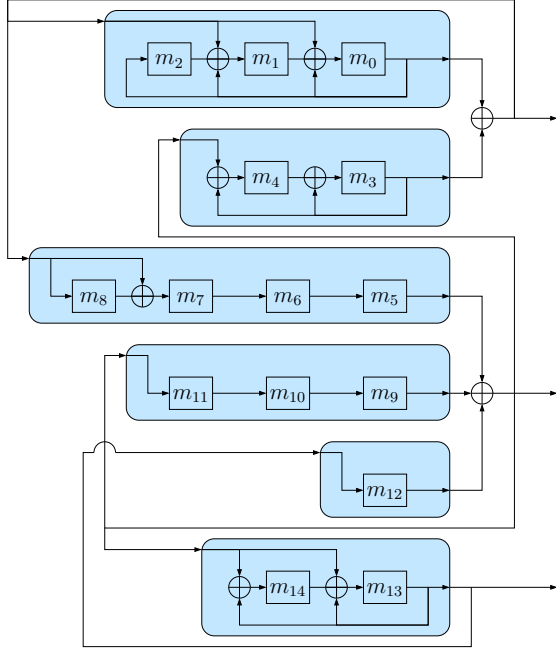 m₂ m₁ m₀
m₄ m₃
m₈ m₇ m₆ m₅
m₁₁ m₁₀ m₉
m₁₂
m₁₄ m₁₃